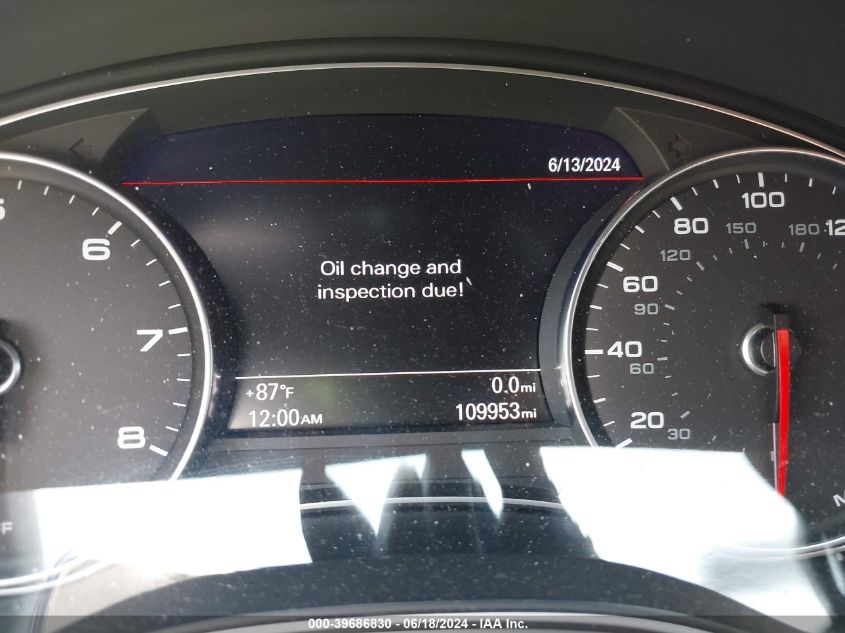 6/13/2024
Oil change and
inspection due!
+87°F
0.0mi
12:00AM
109953mi
6
7
8
20
40
60
80
100
30
60
90
120
150
180
000-39686830 - 06/18/2024 - IAA Inc.